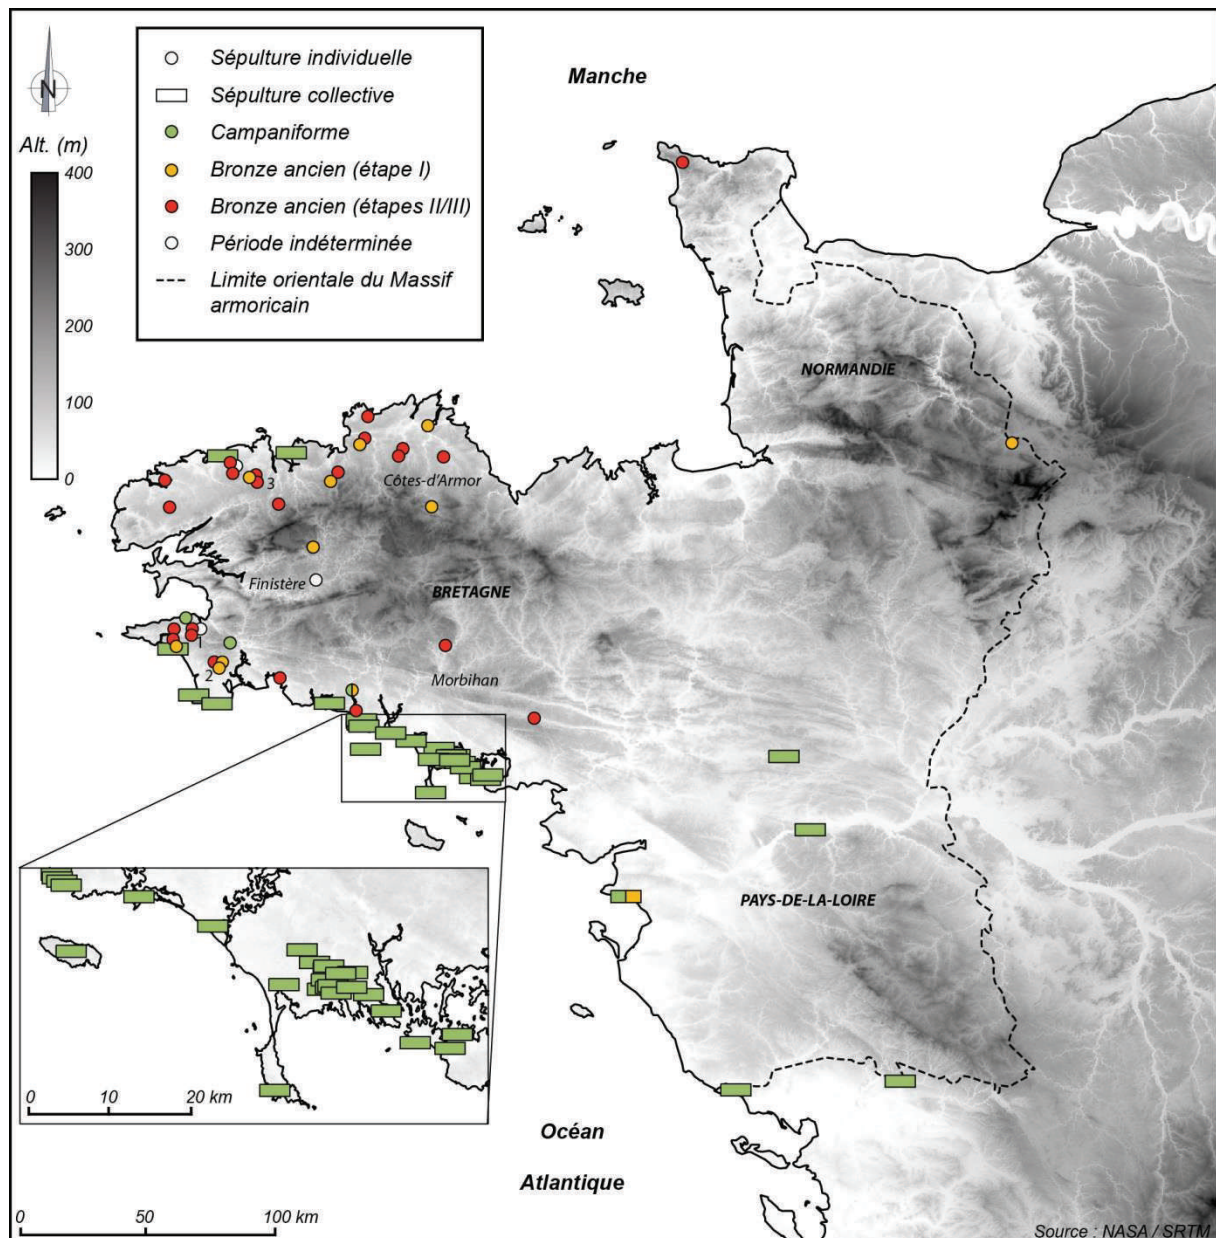 N
Alt. (m)
400
300
200
100
0
Sépulture individuelle
Sépulture collective
Campaniforme
Bronze ancien (étape I)
Bronze ancien (étapes II/III)
Période indéterminée
Limite orientale du Massif
armoricain
Manche
NORMANDIE
Côtes-d'Armor
3
Finistère
BRETAGNE
1
2
Morbihan
PAYS-DE-LA-LOIRE
0 10 20 km
Océan
Atlantique
0 50 100 km
Source : NASA / SRTM